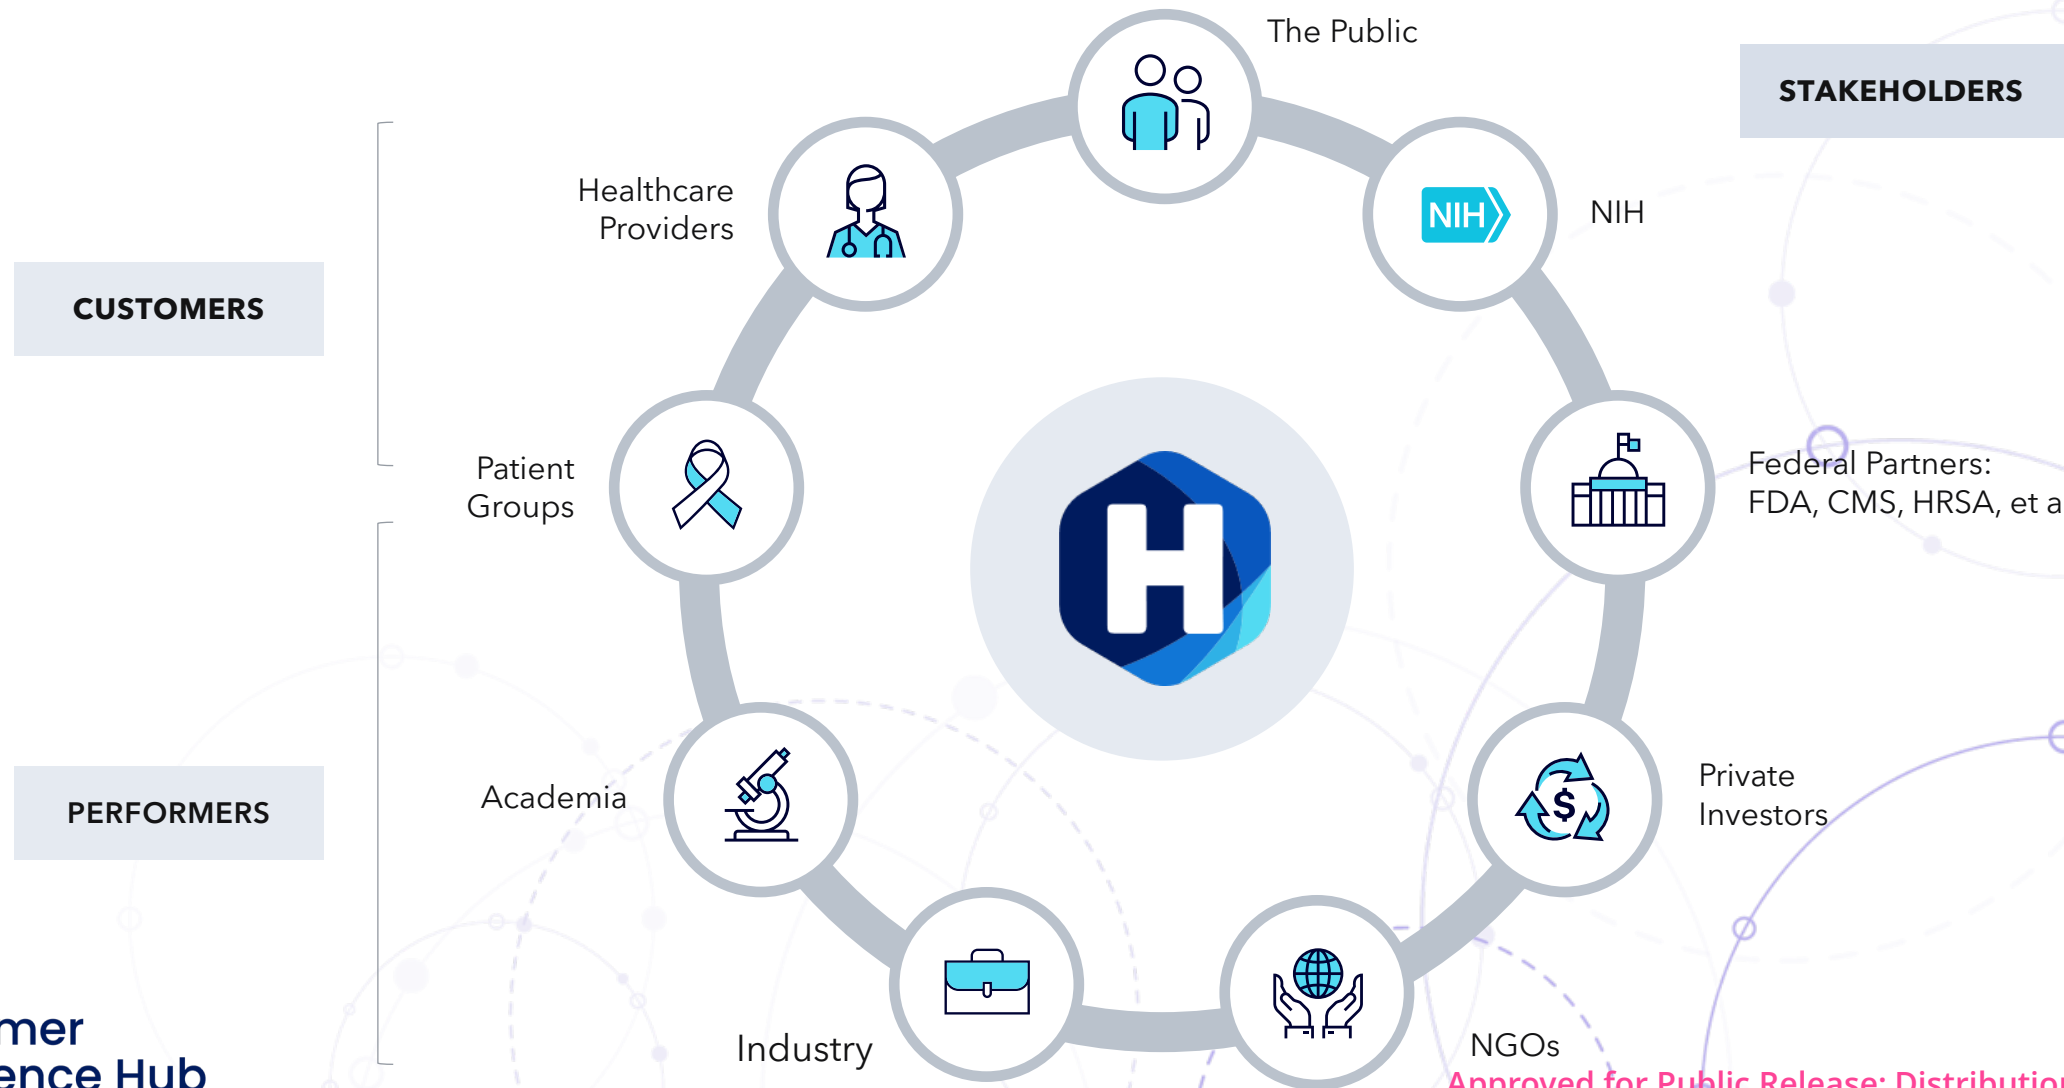 The Public
STAKEHOLDERS
Healthcare
Providers
NIH
NIH
CUSTOMERS
Patient
Groups
H
Federal Partners:
FDA, CMS, HRSA, et a
Academia
PERFORMERS
Private
Investors
Industry
NGOs
mer
ence Hub
Approved for Public Release: Distribution